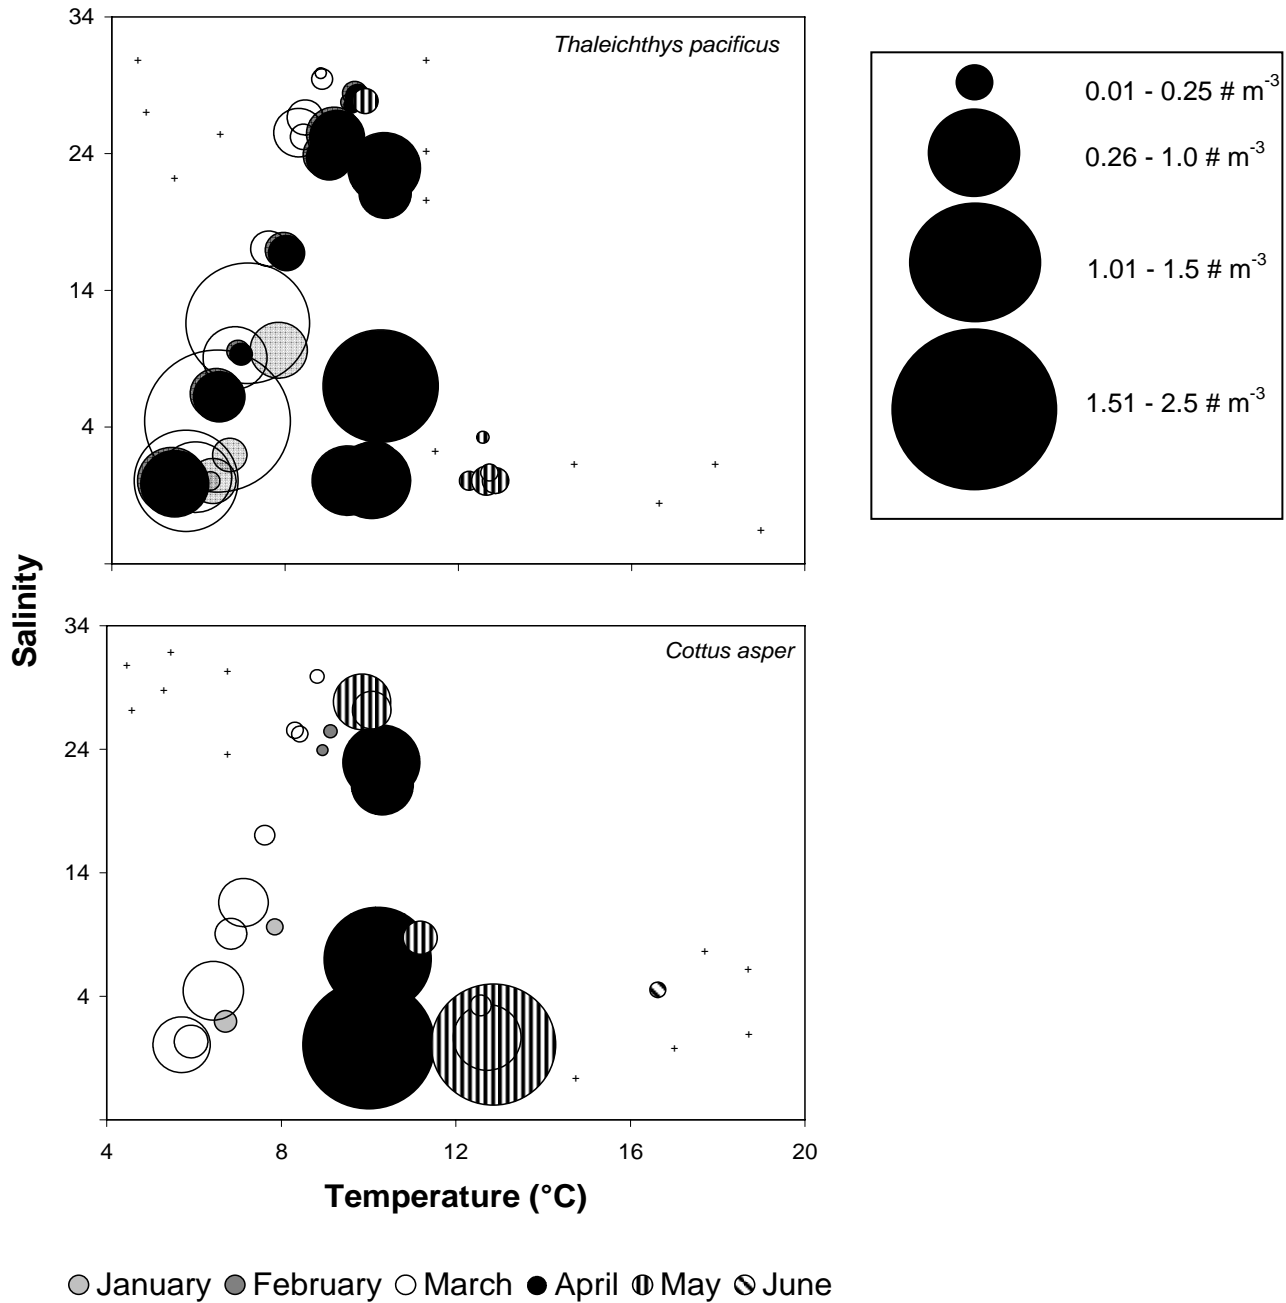 34
Thaleichthys pacificus
24
14
4
0.01 - 0.25 # m-3
0.26 - 1.0 # m-3
1.01 - 1.5 # m-3
1.51 - 2.5 # m-3
Salinity
34
Cottus asper
24
14
4
4 8 12 16 20
Temperature (°C)
January February March April May June